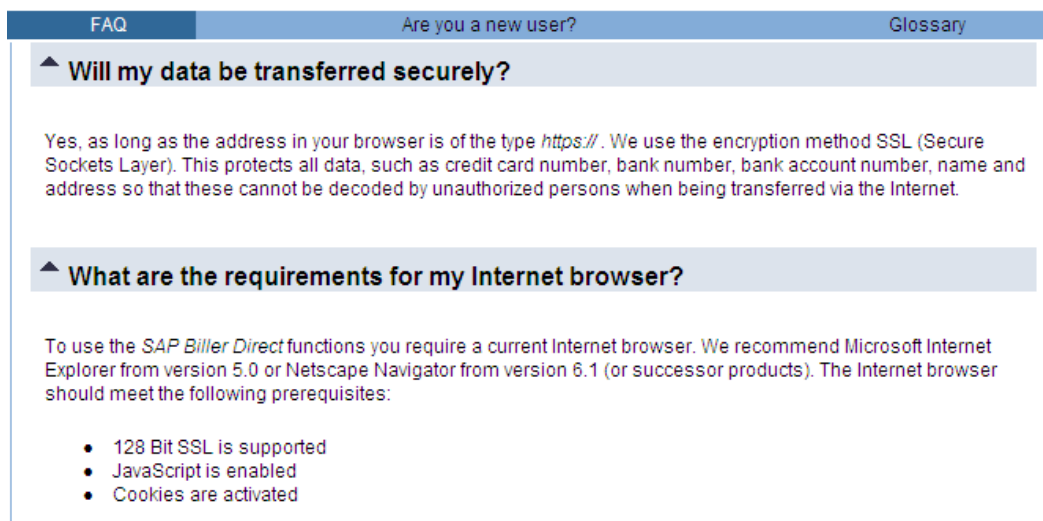 FAQ Are you a new user? Glossary
Will my data be transferred securely?
Yes, as long as the address in your browser is of the type https:// . We use the encryption method SSL (Secure
Sockets Layer). This protects all data, such as credit card number, bank number, bank account number, name and
address so that these cannot be decoded by unauthorized persons when being transferred via the Internet.
What are the requirements for my Internet browser?
To use the SAP Biller Direct functions you require a current Internet browser. We recommend Microsoft Internet
Explorer from version 5.0 or Netscape Navigator from version 6.1 (or successor products). The Internet browser
should meet the following prerequisites:
● 128 Bit SSL is supported
● JavaScript is enabled
● Cookies are activated